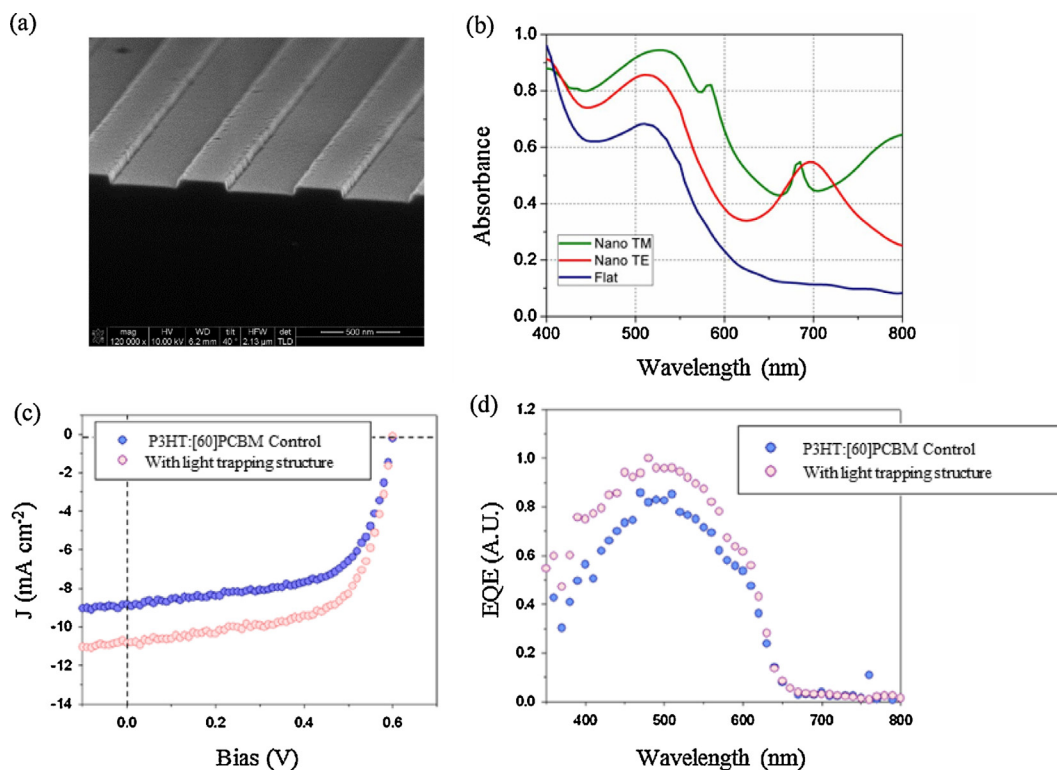 (a)
mag HV WD tilt HFW det
120 000 x 10.00 kV 6.2 mm 40 ° 2.13 µm TLD
500 nm
(b)
1.0
0.8
0.6
0.4
0.2
0.0
Absorbance
Nano TM
Nano TE
Flat
400 500 600 700 800
Wavelength (nm)
(c)
P3HT:[60]PCBM Control
With light trapping structure
0
-2
-4
-6
-8
-10
-12
-14
J (mA cm-2)
0.0 0.2 0.4 0.6
Bias (V)
(d)
P3HT:[60]PCBM Control
With light trapping structure
1.2
1.0
0.8
0.6
0.4
0.2
0.0
EQE (A.U.)
400 500 600 700 800
Wavelength (nm)